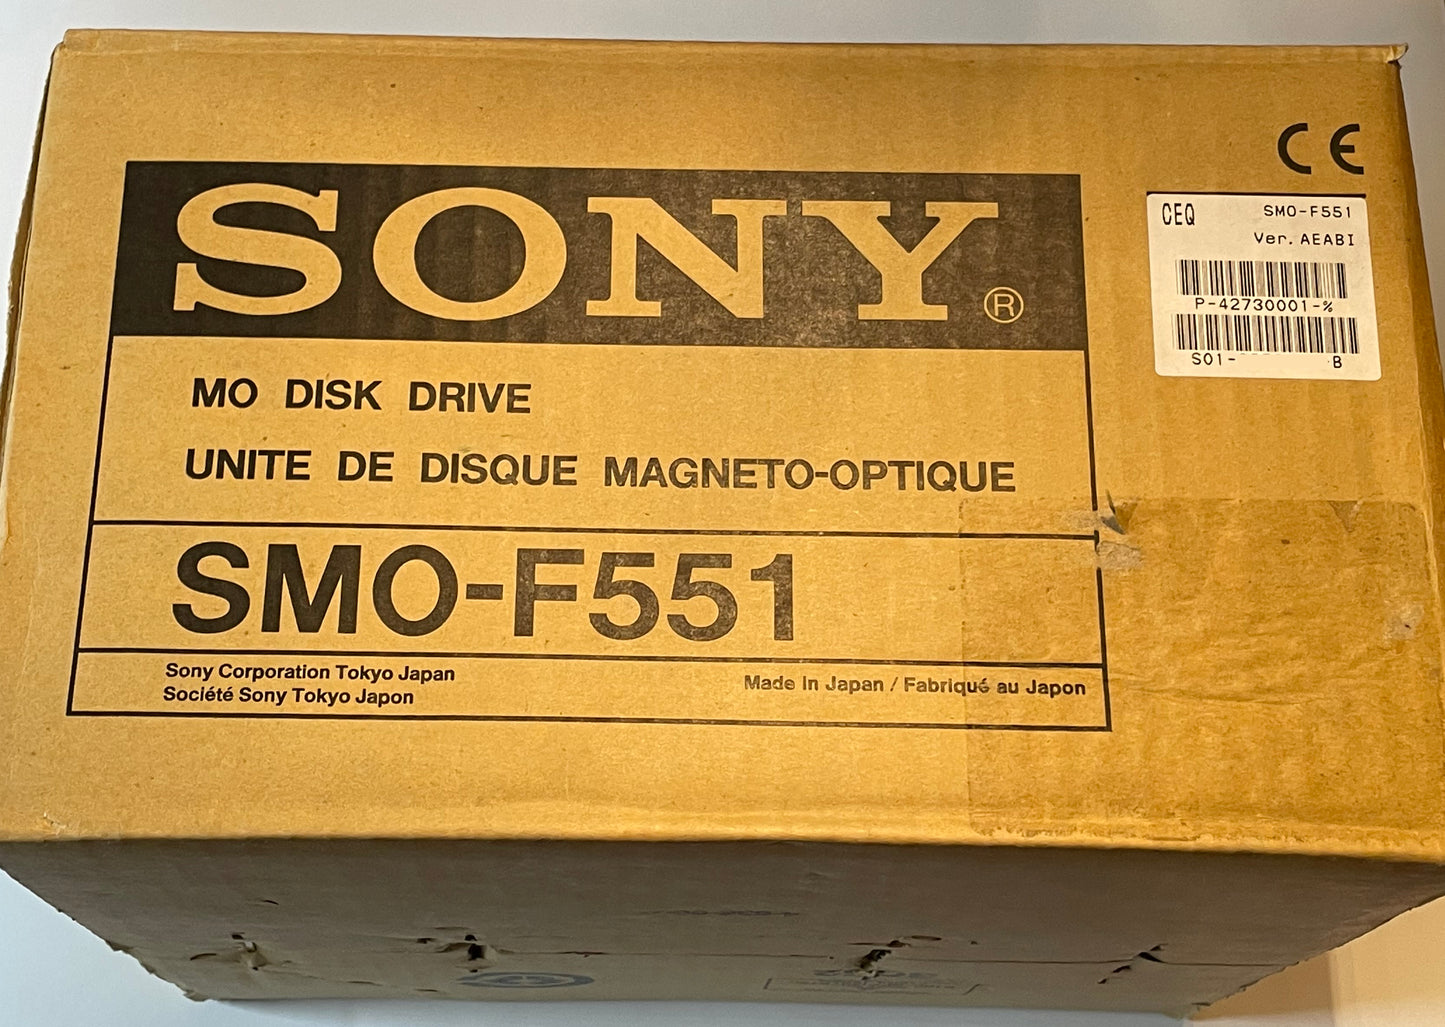 CE
SONY®
CEQ SMO-F551
Ver. AEABI
P-42730001-%
S01- B
MO DISK DRIVE
UNITE DE DISQUE MAGNETO-OPTIQUE
SMO-F551
Sony Corporation Tokyo Japan
Société Sony Tokyo Japon
Made in Japan / Fabriqué au Japon